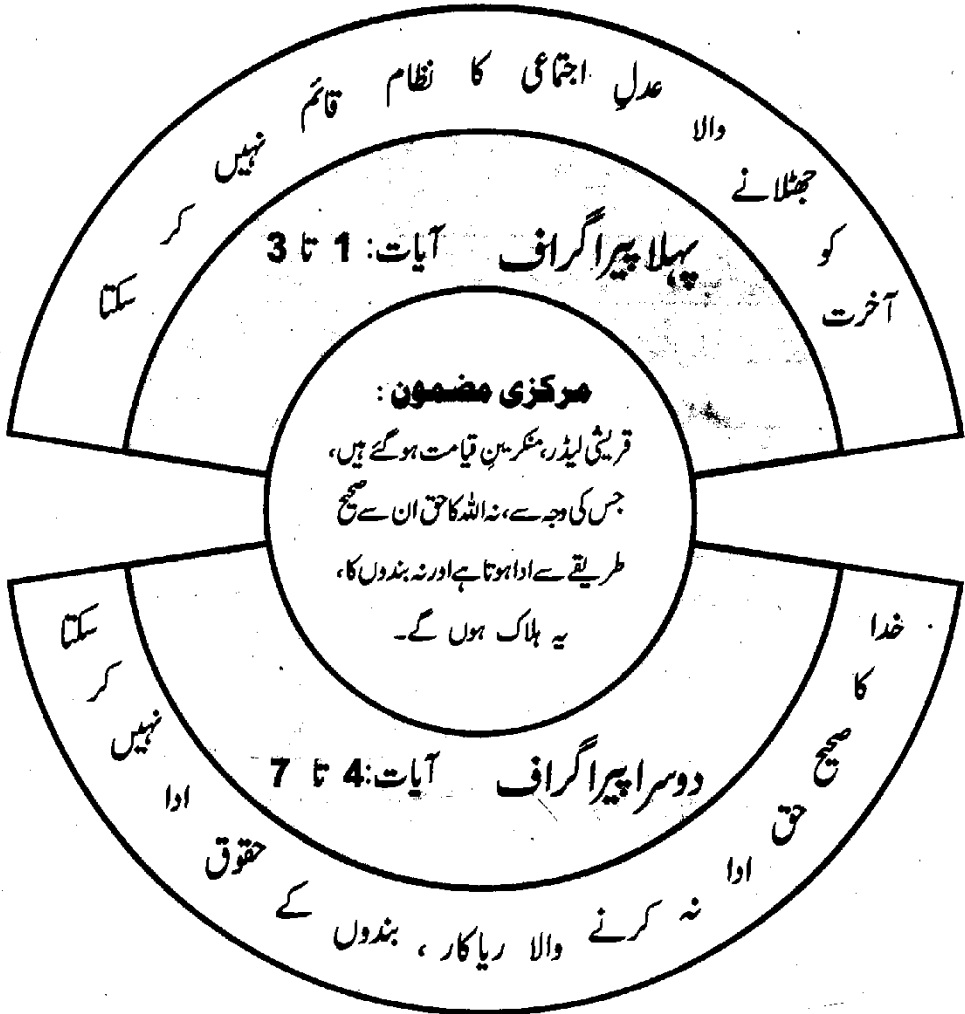 آخرت کو جھٹلانے والا عدلِ اجتماعی کا نظام قائم نہیں کر سکتا
پہلا پیراگراف آیات: 1 تا 3
مرکزی مضمون :
قریشی لیڈر، منکرینِ قیامت ہو گئے ہیں،
جس کی وجہ سے، نہ اللہ کا حق ان سے صحیح
طریقے سے ادا ہوتا ہے اور نہ بندوں کا،
یہ ہلاک ہوں گے۔
دوسرا پیراگراف آیات: 4 تا 7
خدا کا صحیح حق ادا نہ کرنے والا ریاکار ، بندوں کے حقوق ادا نہیں کر سکتا